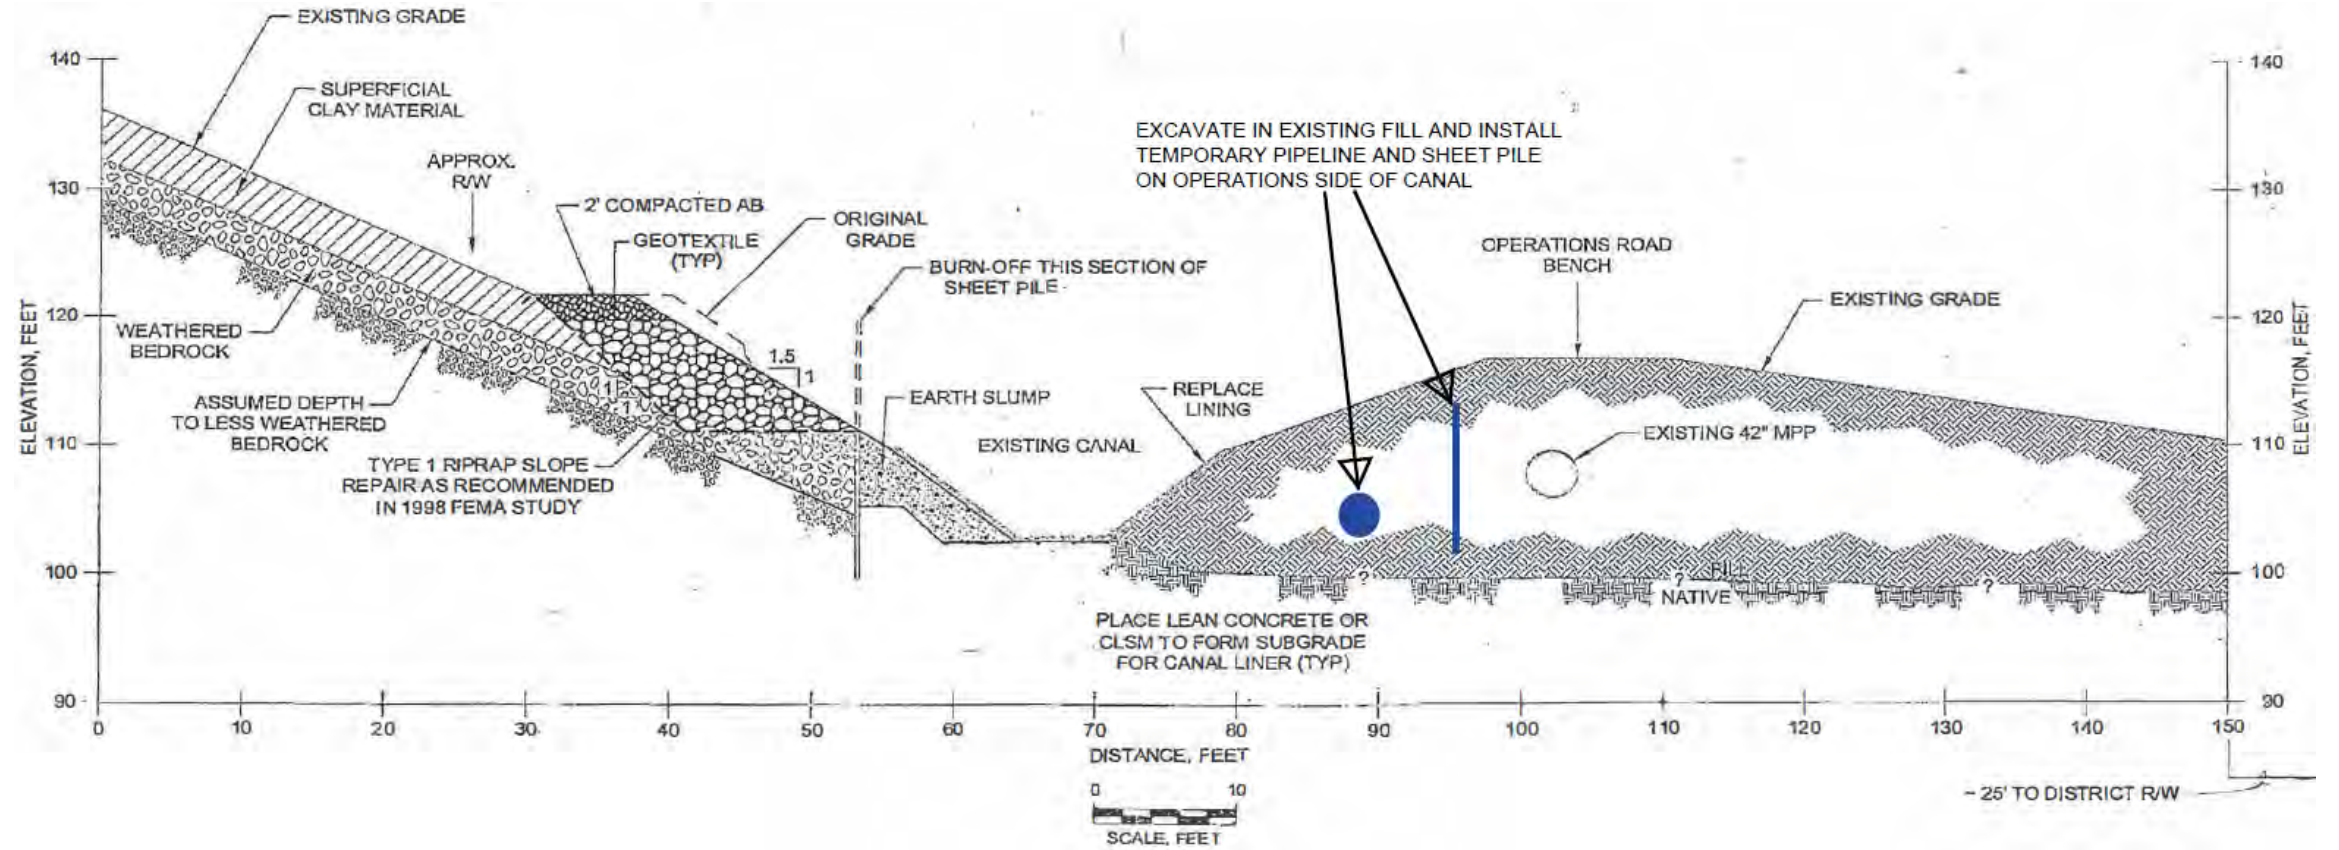 EXISTING GRADE
SUPERFICIAL
CLAY MATERIAL
APPROX.
R/W
2' COMPACTED AB
GEOTEXTILE
(TYP)
ORIGINAL
GRADE
BURN-OFF THIS SECTION OF
SHEET PILE
EXCAVATE IN EXISTING FILL AND INSTALL
TEMPORARY PIPELINE AND SHEET PILE
ON OPERATIONS SIDE OF CANAL
OPERATIONS ROAD
BENCH
EXISTING GRADE
140
130
120
110
100
90
ELEVATION, FEET
WEATHERED
BEDROCK
ASSUMED DEPTH
TO LESS WEATHERED
BEDROCK
TYPE 1 RIPRAP SLOPE
REPAIR AS RECOMMENDED
IN 1998 FEMA STUDY
1
1
1.5
1
EARTH SLUMP
EXISTING CANAL
REPLACE
LINING
EXISTING 42" MPP
FILL
NATIVE
?
?
?
PLACE LEAN CONCRETE OR
CLSM TO FORM SUBGRADE
FOR CANAL LINER (TYP)
140
130
120
110
100
90
ELEVATION, FEET
0 10 20 30 40 50 60 70 80 90 100 110 120 130 140 150
DISTANCE, FEET
0 10
SCALE, FEET
~ 25' TO DISTRICT R/W